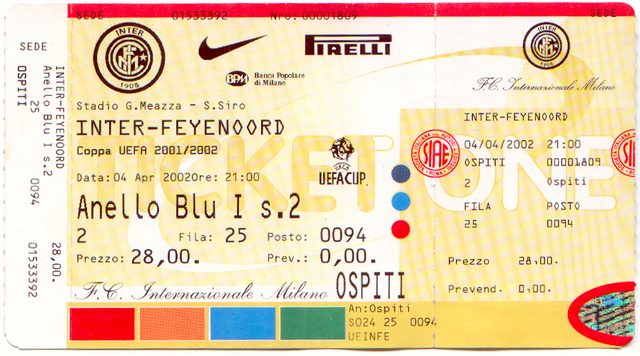 SEDE 01533392 Nro: 00001809 SEDE
SEDE
OSPITI
INTER-FEYENOORD
Anello Blu I s.2
25 0094
28,00.
01533392
INTER
1908
PIRELLI
BPM Banca Popolare
di Milano
Stadio G.Meazza - S.Siro
INTER-FEYENOORD
Coppa UEFA 2001/2002
Data:04 Apr 2002Ore:21:00
UEFA CUP
Anello Blu I s.2
2 Fila: 25 Posto: 0094
Prezzo: 28,00. Prev.: 0,00.
F.C. Internazionale Milano OSPITI
An:Ospiti
SO24 25 0094
UEINFE
TICKETONE
INTER
1908
F.C. Internazionale Milano
INTER-FEYENOORD
04/04/2002 21:00
OSPITI 00001809
2 Ospiti
FILA POSTO
25 0094
Prezzo 28,00.
Prevend. 0,00.
SIAE
SIAE